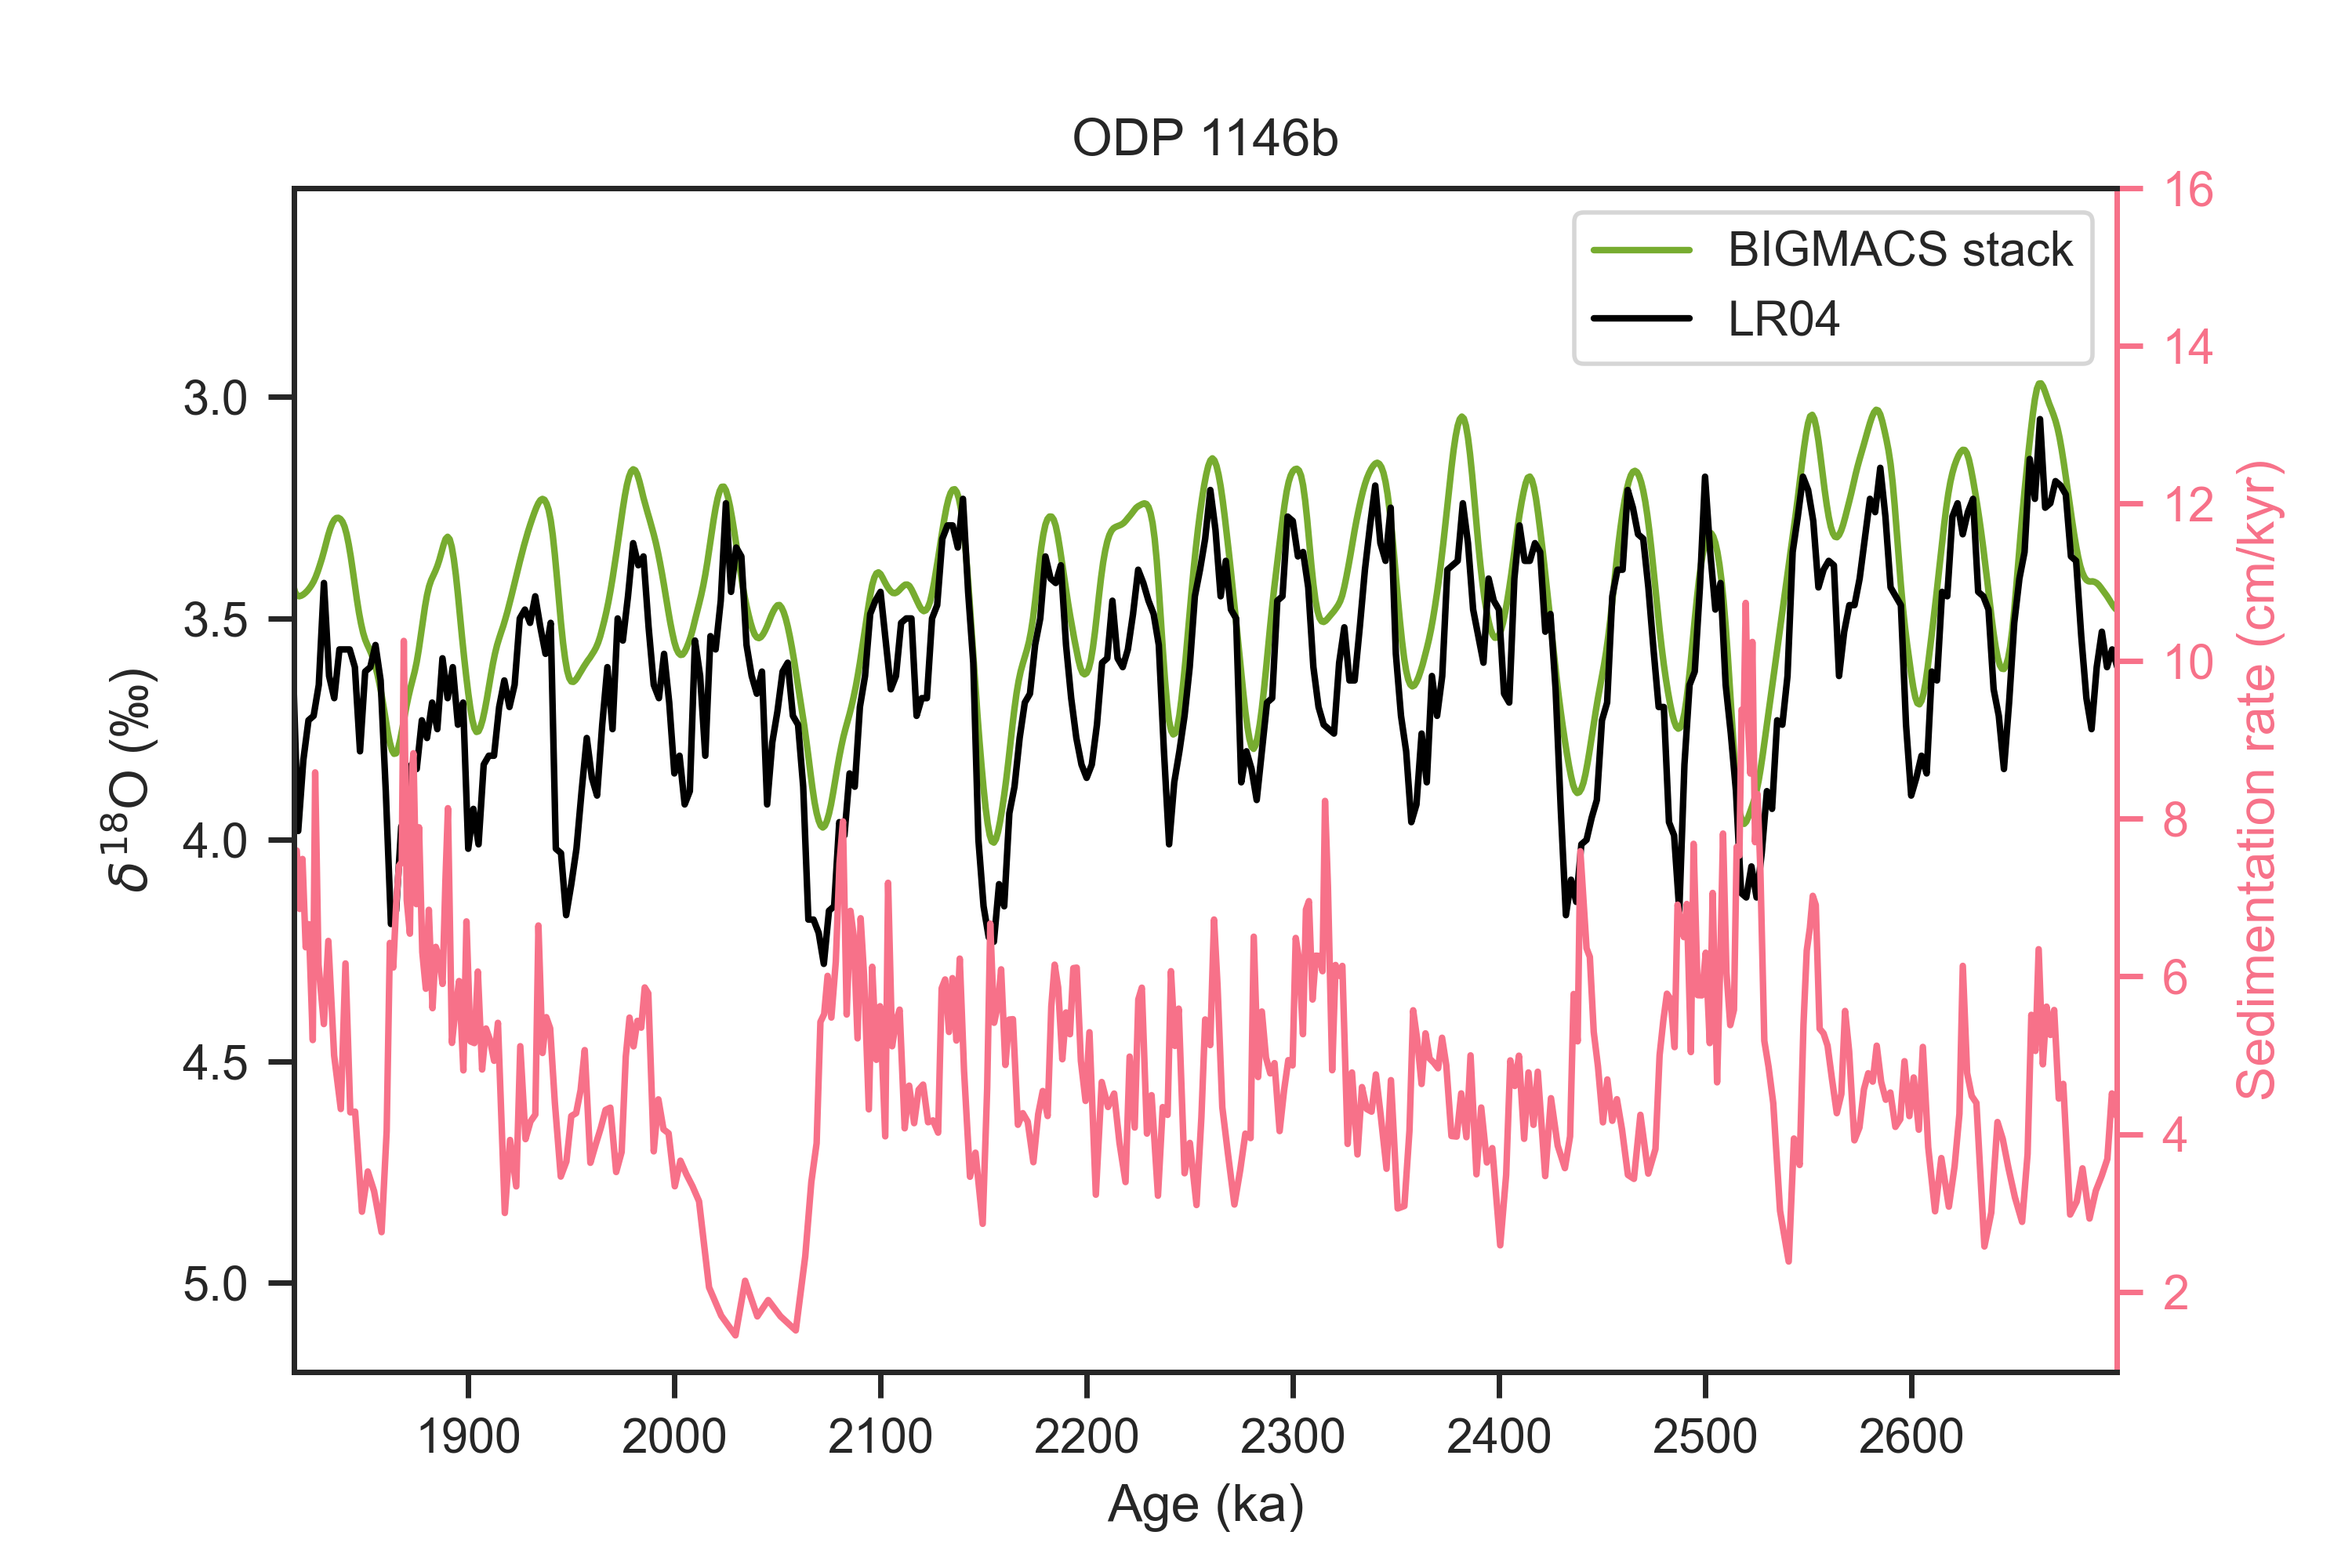 ODP 1146b
BIGMACS stack
LR04
3.0
3.5
4.0
4.5
5.0
δ¹⁸O (‰)
16
14
12
10
8
6
4
2
Sedimentation rate (cm/kyr)
1900 2000 2100 2200 2300 2400 2500 2600
Age (ka)